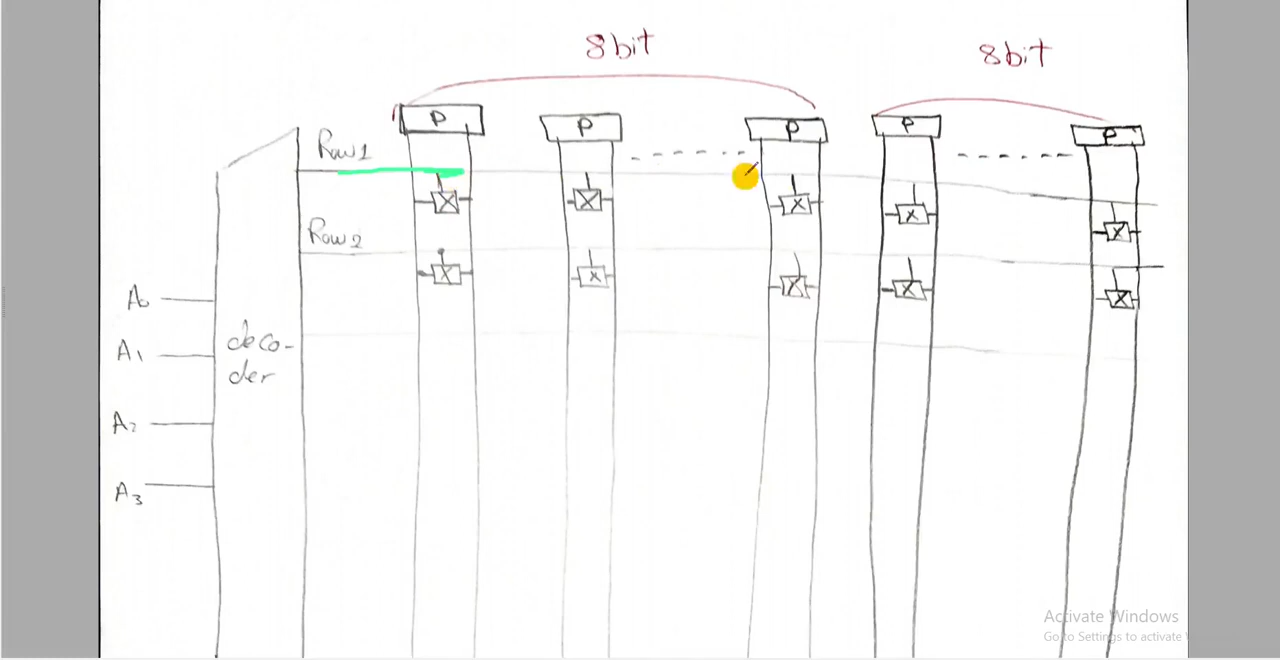 8bit
8bit
P P P P P
Row1
X X X X X
Row2
X X X X X
A0
A1
deco-
der
A2
A3
Activate Windows
Go to Settings to activate W